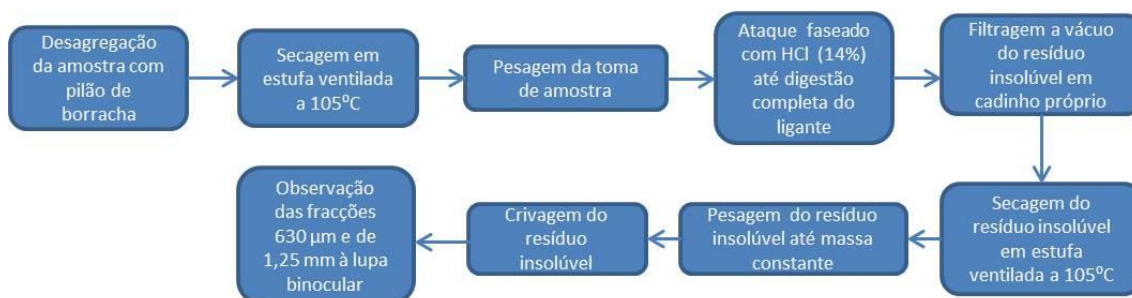 Desagregação
da amostra com
pilão de
borracha
Secagem em
estufa ventilada
a 105⁰C
Pesagem da toma
de amostra
Ataque faseado
com HCl (14%)
até digestão
completa do
ligante
Filtragem a vácuo
do resíduo
insolúvel em
cadinho próprio
Secagem do
resíduo insolúvel
em estufa
ventilada a 105⁰C
Pesagem do resíduo
insolúvel até massa
constante
Crivagem do
resíduo
insolúvel
Observação
das fracções
630 µm e de
1,25 mm à lupa
binocular